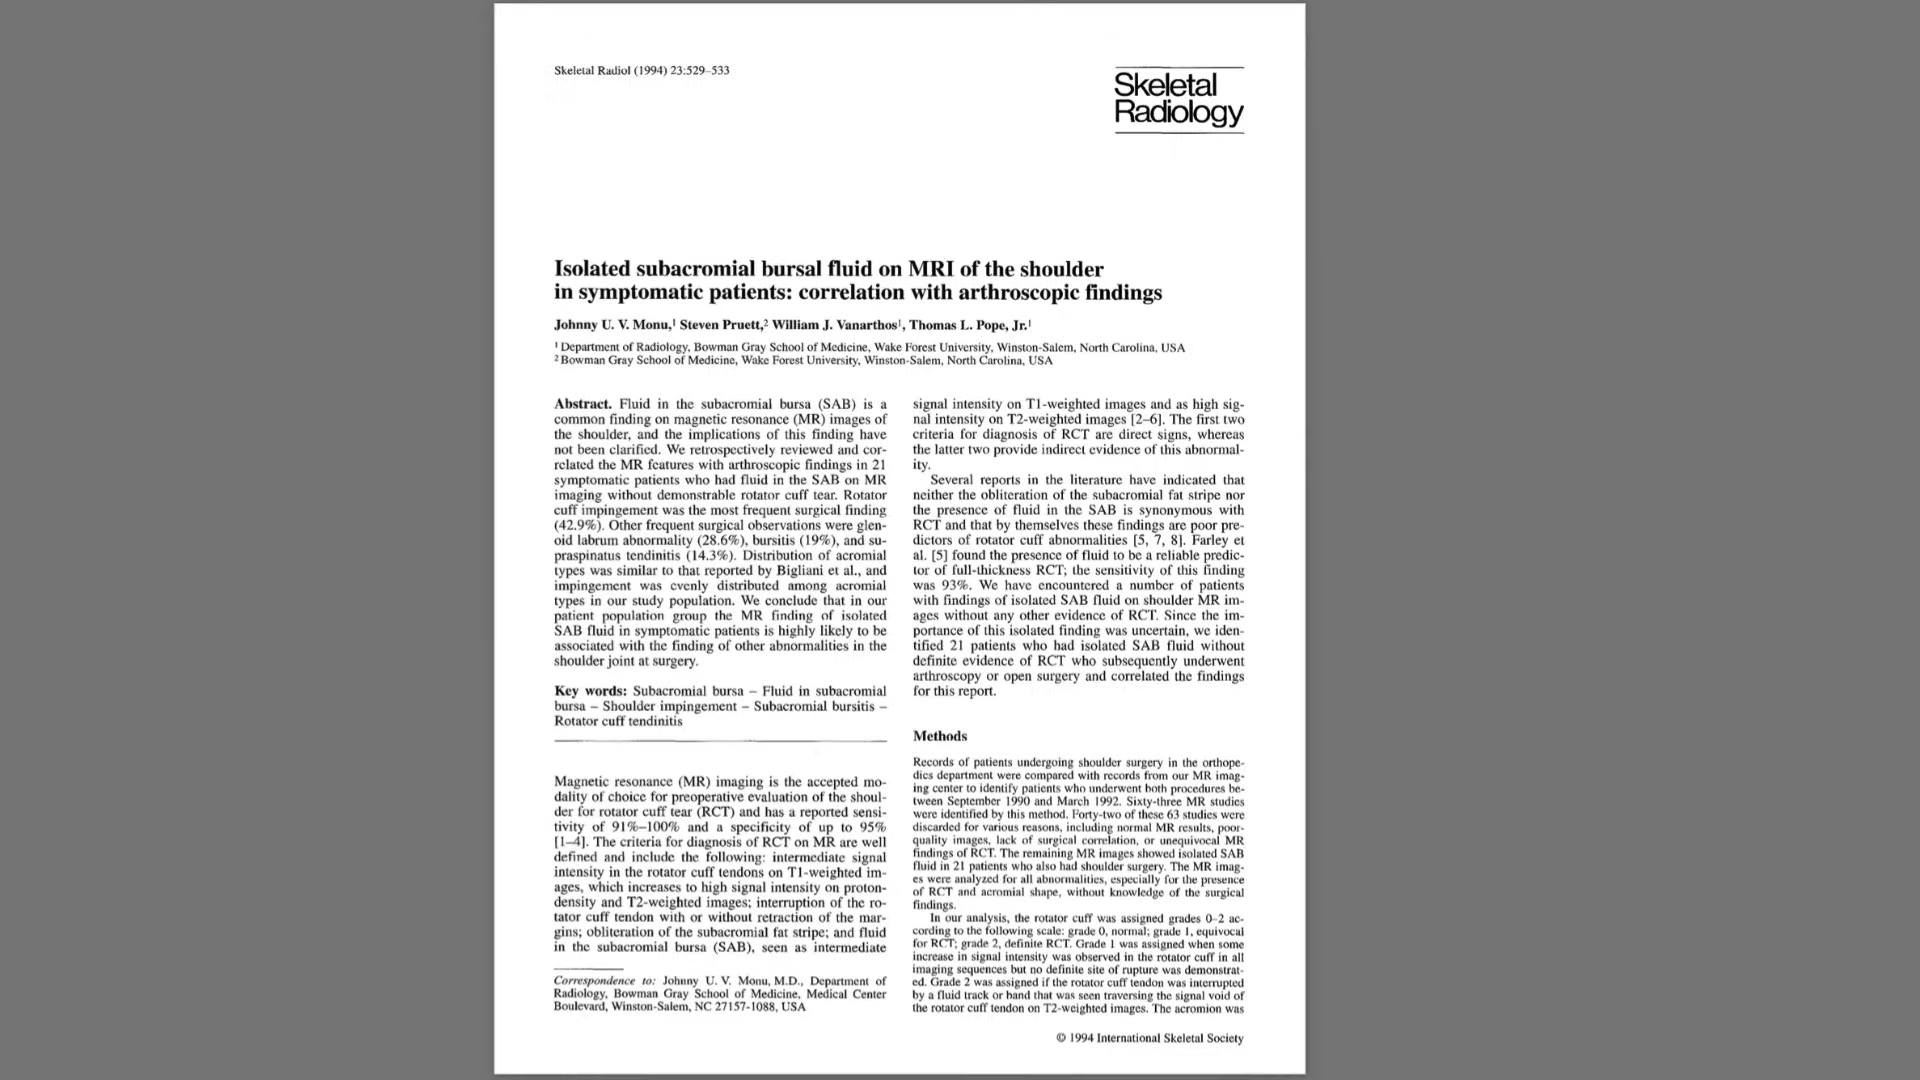 Skeletal Radiol (1994) 23:529–533
Skeletal
Radiology
Isolated subacromial bursal fluid on MRI of the shoulder
in symptomatic patients: correlation with arthroscopic findings
Johnny U. V. Monu,1 Steven Pruett,2 William J. Vanarthos1, Thomas L. Pope, Jr.1
1 Department of Radiology, Bowman Gray School of Medicine, Wake Forest University, Winston-Salem, North Carolina, USA
2 Bowman Gray School of Medicine, Wake Forest University, Winston-Salem, North Carolina, USA
Abstract. Fluid in the subacromial bursa (SAB) is a
common finding on magnetic resonance (MR) images of
the shoulder, and the implications of this finding have
not been clarified. We retrospectively reviewed and cor-
related the MR features with arthroscopic findings in 21
symptomatic patients who had fluid in the SAB on MR
imaging without demonstrable rotator cuff tear. Rotator
cuff impingement was the most frequent surgical finding
(42.9%). Other frequent surgical observations were glen-
oid labrum abnormality (28.6%), bursitis (19%), and su-
praspinatus tendinitis (14.3%). Distribution of acromial
types was similar to that reported by Bigliani et al., and
impingement was evenly distributed among acromial
types in our study population. We conclude that in our
patient population group the MR finding of isolated
SAB fluid in symptomatic patients is highly likely to be
associated with the finding of other abnormalities in the
shoulder joint at surgery.
Key words: Subacromial bursa – Fluid in subacromial
bursa – Shoulder impingement – Subacromial bursitis –
Rotator cuff tendinitis
Magnetic resonance (MR) imaging is the accepted mo-
dality of choice for preoperative evaluation of the shoul-
der for rotator cuff tear (RCT) and has a reported sensi-
tivity of 91%–100% and a specificity of up to 95%
[1–4]. The criteria for diagnosis of RCT on MR are well
defined and include the following: intermediate signal
intensity in the rotator cuff tendons on T1-weighted im-
ages, which increases to high signal intensity on proton-
density and T2-weighted images; interruption of the ro-
tator cuff tendon with or without retraction of the mar-
gins; obliteration of the subacromial fat stripe; and fluid
in the subacromial bursa (SAB), seen as intermediate
Correspondence to: Johnny U. V. Monu, M.D., Department of
Radiology, Bowman Gray School of Medicine, Medical Center
Boulevard, Winston-Salem, NC 27157-1088, USA
signal intensity on T1-weighted images and as high sig-
nal intensity on T2-weighted images [2–6]. The first two
criteria for diagnosis of RCT are direct signs, whereas
the latter two provide indirect evidence of this abnormal-
ity.
Several reports in the literature have indicated that
neither the obliteration of the subacromial fat stripe nor
the presence of fluid in the SAB is synonymous with
RCT and that by themselves these findings are poor pre-
dictors of rotator cuff abnormalities [5, 7, 8]. Farley et
al. [5] found the presence of fluid to be a reliable predic-
tor of full-thickness RCT; the sensitivity of this finding
was 93%. We have encountered a number of patients
with findings of isolated SAB fluid on shoulder MR im-
ages without any other evidence of RCT. Since the im-
portance of this isolated finding was uncertain, we iden-
tified 21 patients who had isolated SAB fluid without
definite evidence of RCT who subsequently underwent
arthroscopy or open surgery and correlated the findings
for this report.
Methods
Records of patients undergoing shoulder surgery in the orthope-
dics department were compared with records from our MR imag-
ing center to identify patients who underwent both procedures be-
tween September 1990 and March 1992. Sixty-three MR studies
were identified by this method. Forty-two of these 63 studies were
discarded for various reasons, including normal MR results, poor-
quality images, lack of surgical correlation, or unequivocal MR
findings of RCT. The remaining MR images showed isolated SAB
fluid in 21 patients who also had shoulder surgery. The MR imag-
es were analyzed for all abnormalities, especially for the presence
of RCT and acromial shape, without knowledge of the surgical
findings.
In our analysis, the rotator cuff was assigned grades 0–2 ac-
cording to the following scale: grade 0, normal; grade 1, equivocal
for RCT; grade 2, definite RCT. Grade 1 was assigned when some
increase in signal intensity was observed in the rotator cuff in all
imaging sequences but no definite site of rupture was demonstrat-
ed. Grade 2 was assigned if the rotator cuff tendon was interrupted
by a fluid track or band that was seen traversing the signal void of
the rotator cuff tendon on T2-weighted images. The acromion was
© 1994 International Skeletal Society